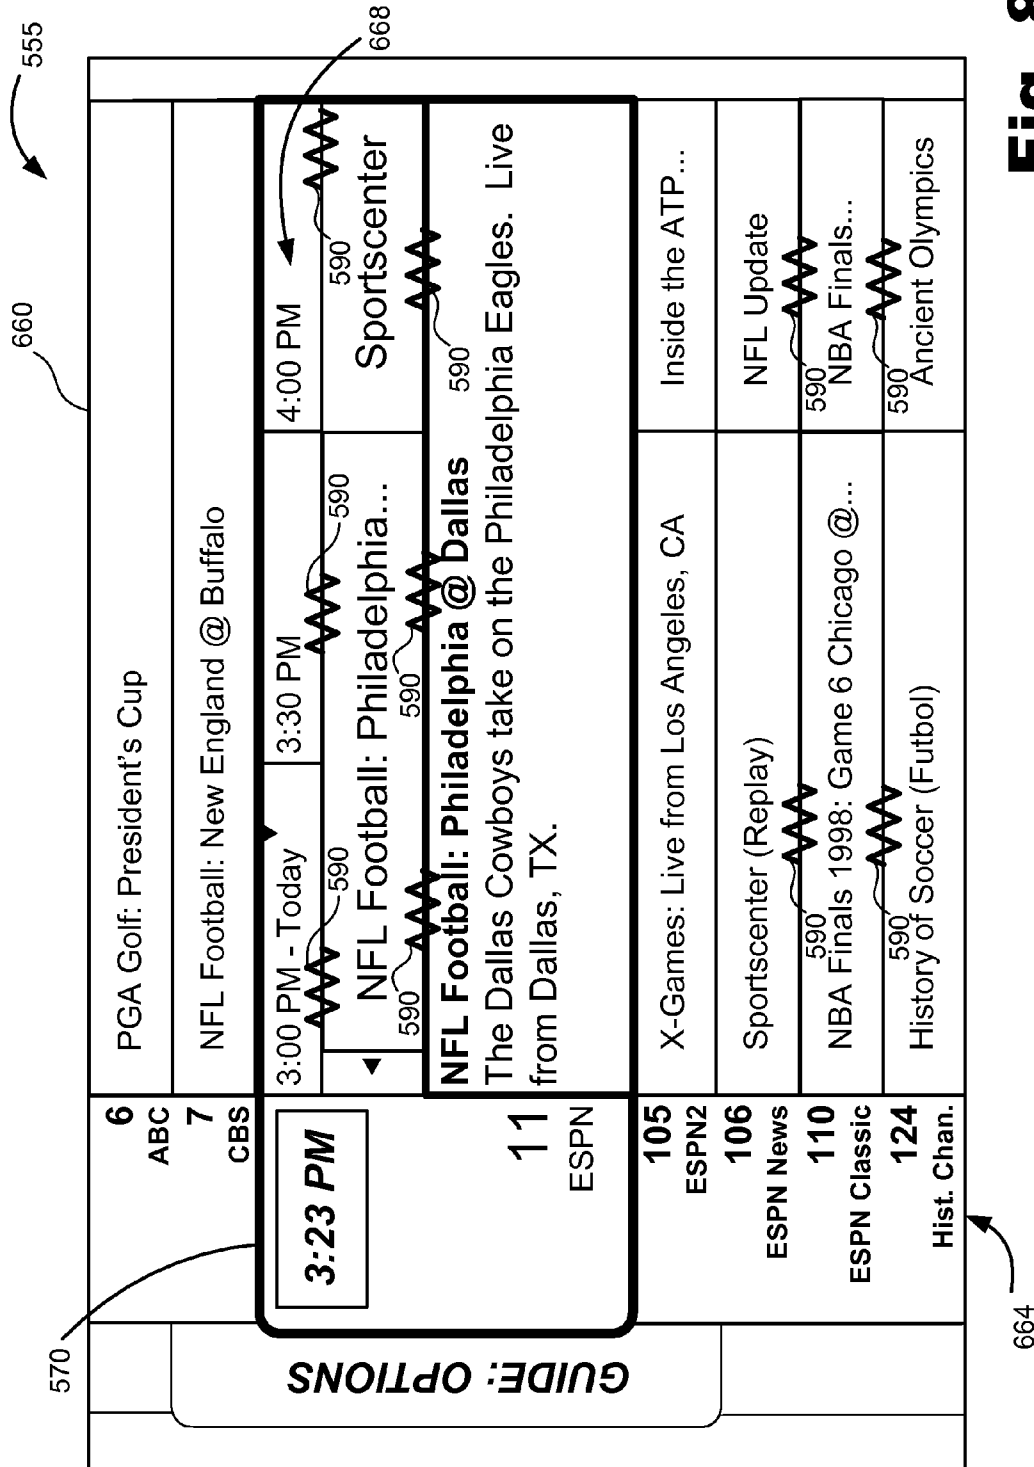 570
660
555
6 PGA Golf: President's Cup
ABC
7 NFL Football: New England @ Buffalo
CBS
668
3:23 PM
3:00 PM - Today 3:30 PM 4:00 PM
590 590 590
NFL Football: Philadelphia... Sportscenter
590 590 590
NFL Football: Philadelphia @ Dallas
The Dallas Cowboys take on the Philadelphia Eagles. Live
from Dallas, TX.
11
ESPN
GUIDE: OPTIONS
105 X-Games: Live from Los Angeles, CA Inside the ATP...
ESPN2
106 Sportscenter (Replay) NFL Update
ESPN News
590 590
110 NBA Finals 1998: Game 6 Chicago @... NBA Finals...
ESPN Classic
590 590
124 History of Soccer (Futbol) Ancient Olympics
Hist. Chan.
664
Fig. 8